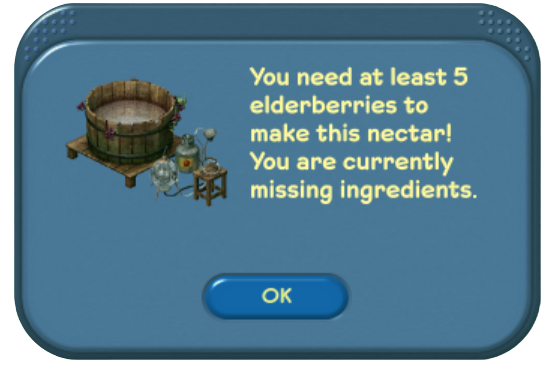 You need at least 5
elderberries to
make this nectar!
You are currently
missing ingredients.
OK